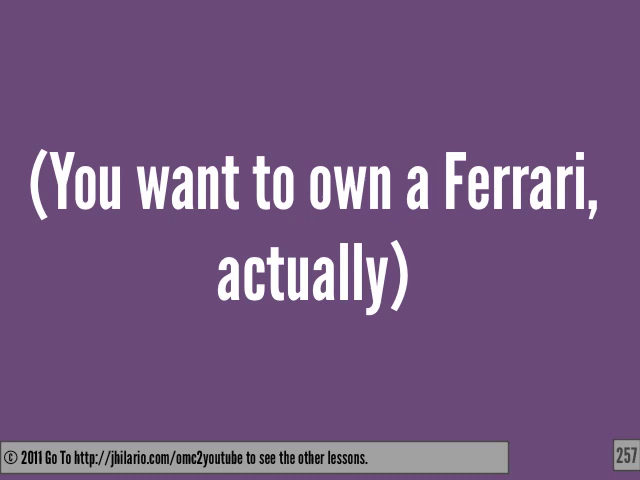 (You want to own a Ferrari,
actually)
© 2011 Go To http://jhilario.com/omc2youtube to see the other lessons.
257